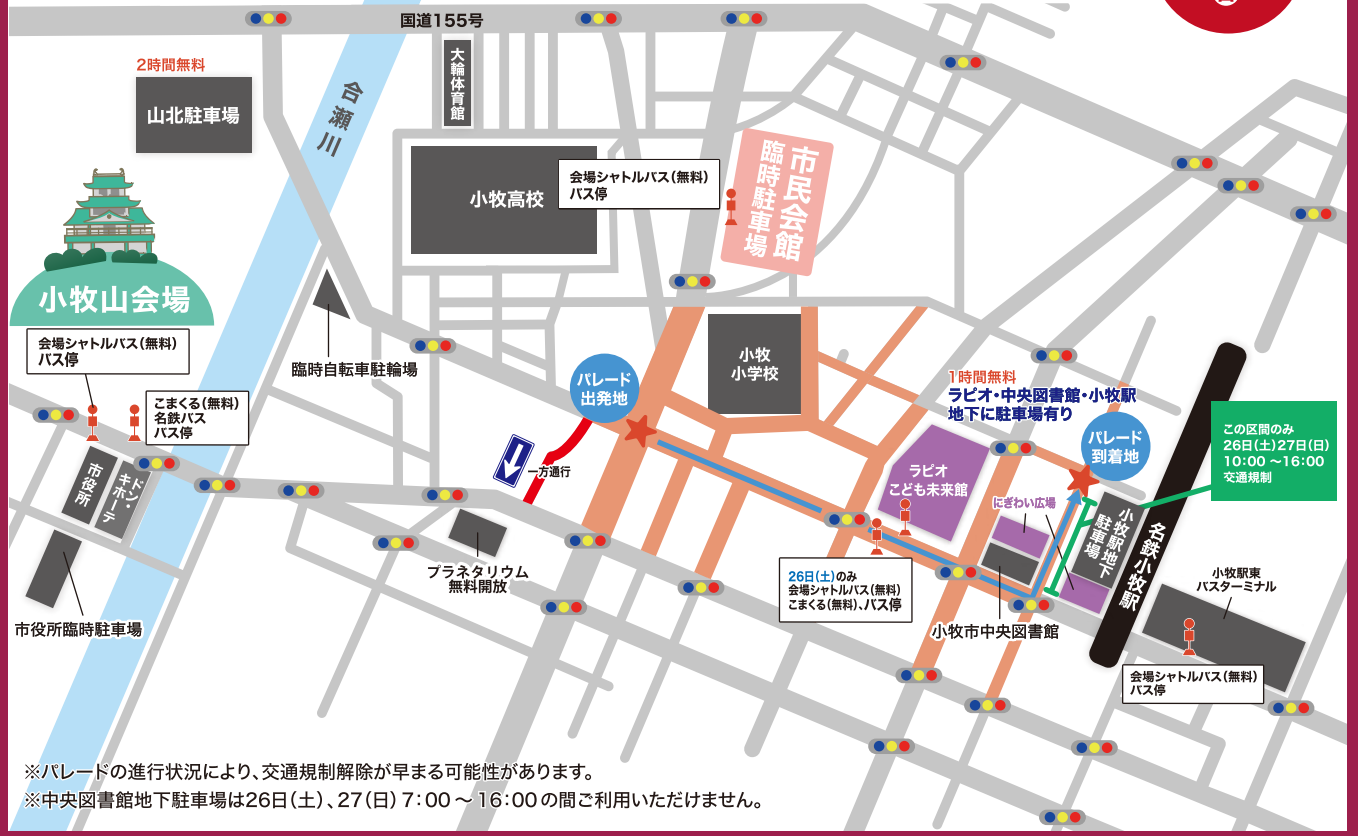 国道155号
2時間無料
山北駐車場
合瀬川
大輪体育館
小牧高校
会場シャトルバス(無料)
バス停
市民会館
臨時駐車場
小牧山会場
会場シャトルバス(無料)
バス停
こまくる(無料)
名鉄バス
バス停
臨時自転車駐輪場
パレード
出発地
小牧
小学校
1時間無料
ラピオ・中央図書館・小牧駅
地下に駐車場有り
パレード
到着地
この区間のみ
26日(土)27日(日)
10:00～16:00
交通規制
一方通行
市役所
ドン・
キホーテ
ラピオ
こども未来館
にぎわい広場
小牧駅地下
駐車場
名鉄小牧駅
プラネタリウム
無料開放
26日(土)のみ
会場シャトルバス(無料)
こまくる(無料)、バス停
小牧駅東
バスターミナル
市役所臨時駐車場
小牧市中央図書館
会場シャトルバス(無料)
バス停
※パレードの進行状況により、交通規制解除が早まる可能性があります。
※中央図書館地下駐車場は26日(土)、27(日) 7:00～16:00の間ご利用いただけません。